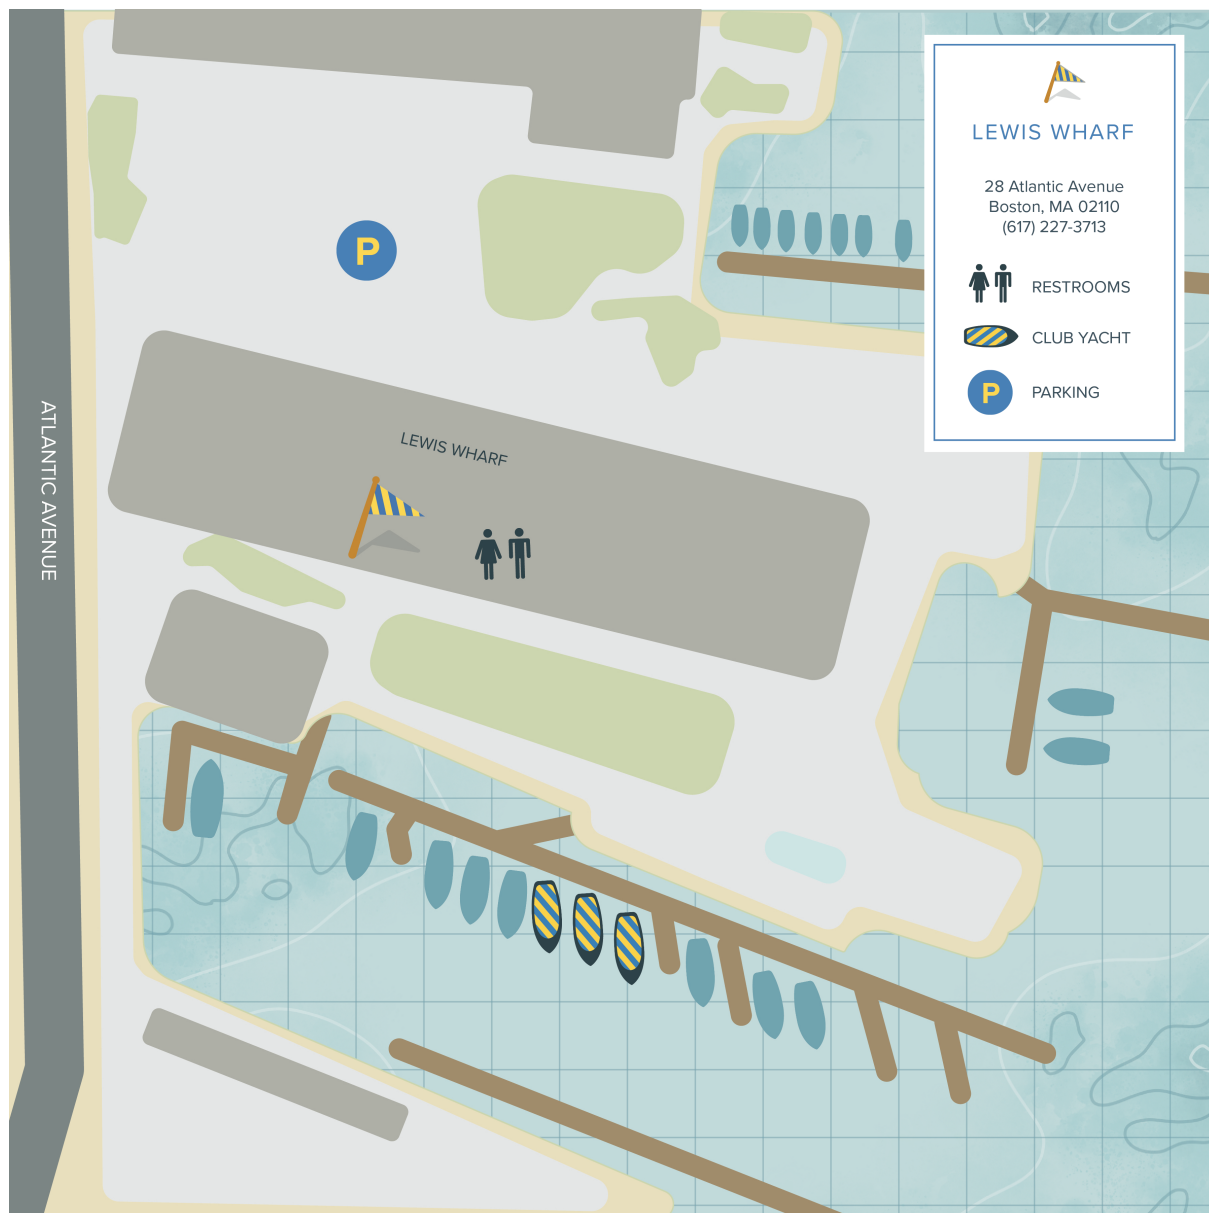 LEWIS WHARF
28 Atlantic Avenue
Boston, MA 02110
(617) 227-3713
RESTROOMS
CLUB YACHT
P
PARKING
P
ATLANTIC AVENUE
LEWIS WHARF